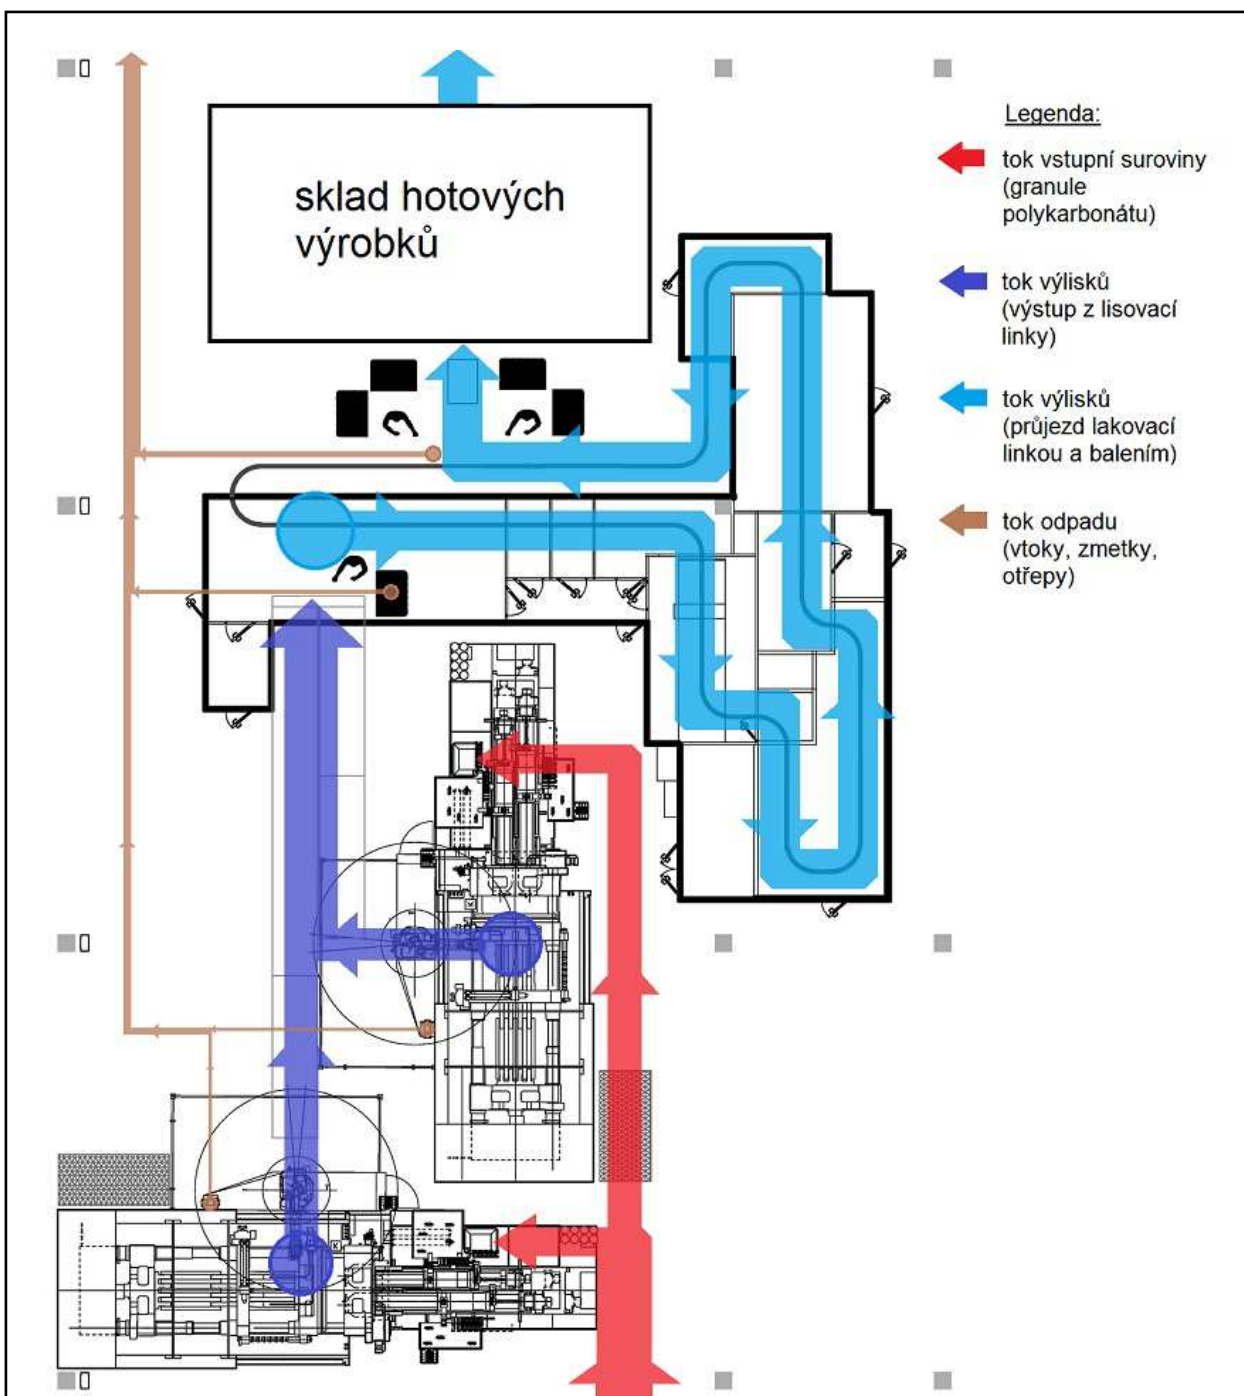 sklad hotových
výrobků
Legenda:
tok vstupní suroviny
(granule
polykarbonátu)
tok výlisků
(výstup z lisovací
linky)
tok výlisků
(průjezd lakovací
linkou a balením)
tok odpadu
(vtoky, zmetky,
otřepy)